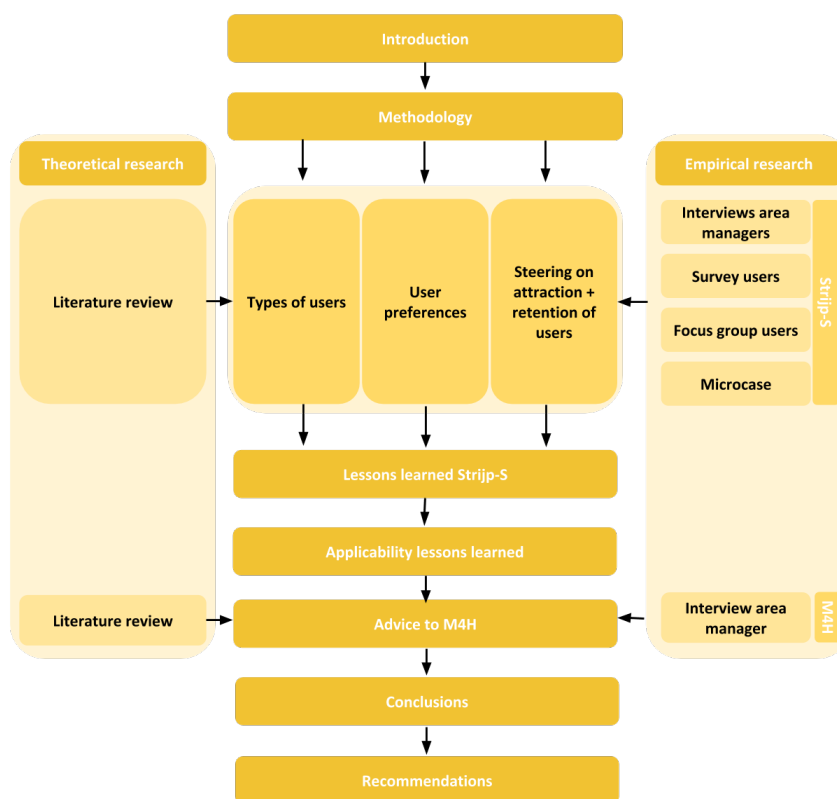 Introduction
Methodology
Theoretical research
Empirical research
Literature review
Types of users
User
preferences
Steering on
attraction +
retention of
users
Interviews area
managers
Survey users
Focus group users
Microcase
Strijp-S
Lessons learned Strijp-S
Applicability lessons learned
Literature review
Advice to M4H
Interview area
manager
M4H
Conclusions
Recommendations